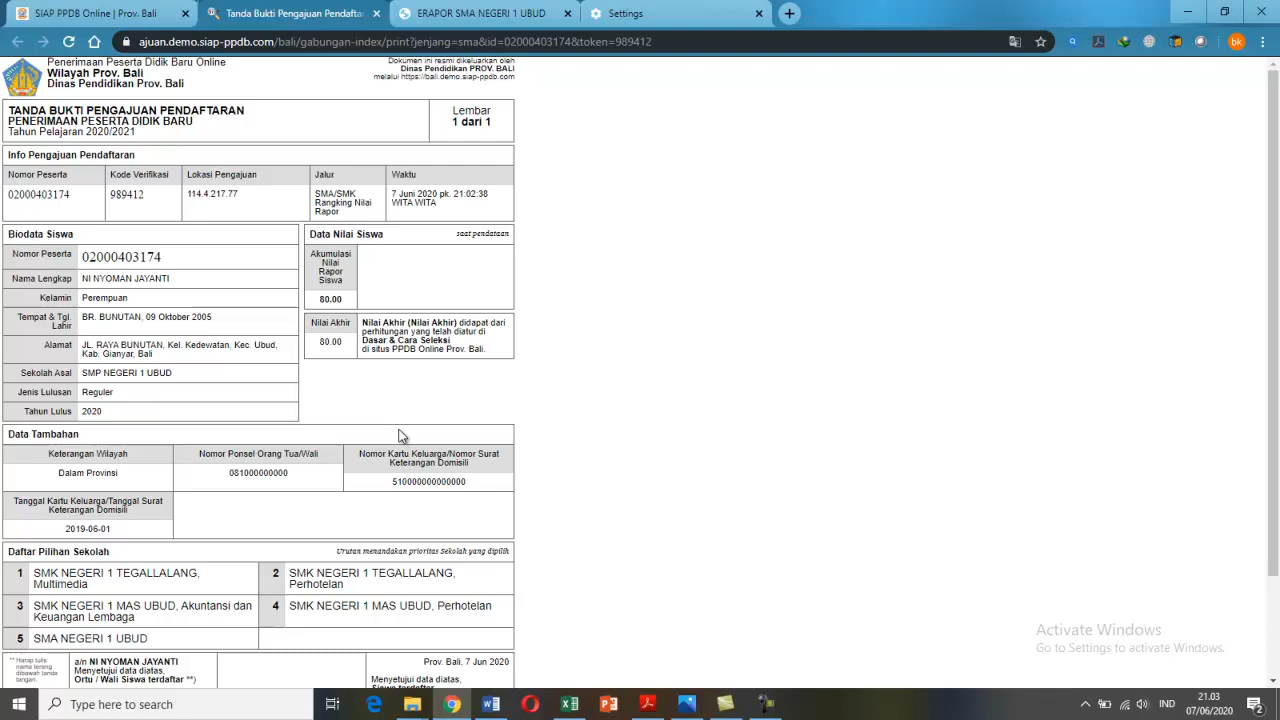 SIAP PPDB Online | Prov. Bali
Tanda Bukti Pengajuan Pendaftar
ERAPOR SMA NEGERI 1 UBUD
Settings
ajuan.demo.siap-ppdb.com/bali/gabungan-index/print?jenjang=sma&id=02000403174&token=989412
bk
Penerimaan Peserta Didik Baru Online
Wilayah Prov. Bali
Dinas Pendidikan Prov. Bali
Dokumen ini resmi dikeluarkan oleh
Dinas Pendidikan PROV. BALI
melalui https://bali.demo.siap-ppdb.com
TANDA BUKTI PENGAJUAN PENDAFTARAN
PENERIMAAN PESERTA DIDIK BARU
Tahun Pelajaran 2020/2021
Lembar
1 dari 1
Info Pengajuan Pendaftaran
Nomor Peserta
Kode Verifikasi
Lokasi Pengajuan
Jalur
Waktu
02000403174
989412
114.4.217.77
SMA/SMK
Rangking Nilai
Rapor
7 Juni 2020 pk. 21:02:38
WITA WITA
Biodata Siswa
Nomor Peserta
02000403174
Nama Lengkap
NI NYOMAN JAYANTI
Kelamin
Perempuan
Tempat & Tgl.
Lahir
BR. BUNUTAN, 09 Oktober 2005
Alamat
JL. RAYA BUNUTAN, Kel. Kedewatan, Kec. Ubud,
Kab. Gianyar, Bali
Sekolah Asal
SMP NEGERI 1 UBUD
Jenis Lulusan
Reguler
Tahun Lulus
2020
Data Nilai Siswa
saat pendataan
Akumulasi
Nilai
Rapor
Siswa
80.00
Nilai Akhir
80.00
Nilai Akhir (Nilai Akhir) didapat dari
perhitungan yang telah diatur di
Dasar & Cara Seleksi
di situs PPDB Online Prov. Bali.
Data Tambahan
Keterangan Wilayah
Nomor Ponsel Orang Tua/Wali
Nomor Kartu Keluarga/Nomor Surat
Keterangan Domisili
Dalam Provinsi
081000000000
510000000000000
Tanggal Kartu Keluarga/Tanggal Surat
Keterangan Domisili
2019-06-01
Daftar Pilihan Sekolah
Urutan menandakan prioritas Sekolah yang dipilih
1 SMK NEGERI 1 TEGALLALANG,
Multimedia
2 SMK NEGERI 1 TEGALLALANG,
Perhotelan
3 SMK NEGERI 1 MAS UBUD, Akuntansi dan
Keuangan Lembaga
4 SMK NEGERI 1 MAS UBUD, Perhotelan
5 SMA NEGERI 1 UBUD
** Harap tulis
nama terang
dibawah tanda
tangan.
a/n NI NYOMAN JAYANTI
Menyetujui data diatas,
Ortu / Wali Siswa terdaftar **)
Prov. Bali, 7 Jun 2020
Menyetujui data diatas,
Siswa terdaftar
Activate Windows
Go to Settings to activate Windows.
Type here to search
IND
21.03
07/06/2020
2